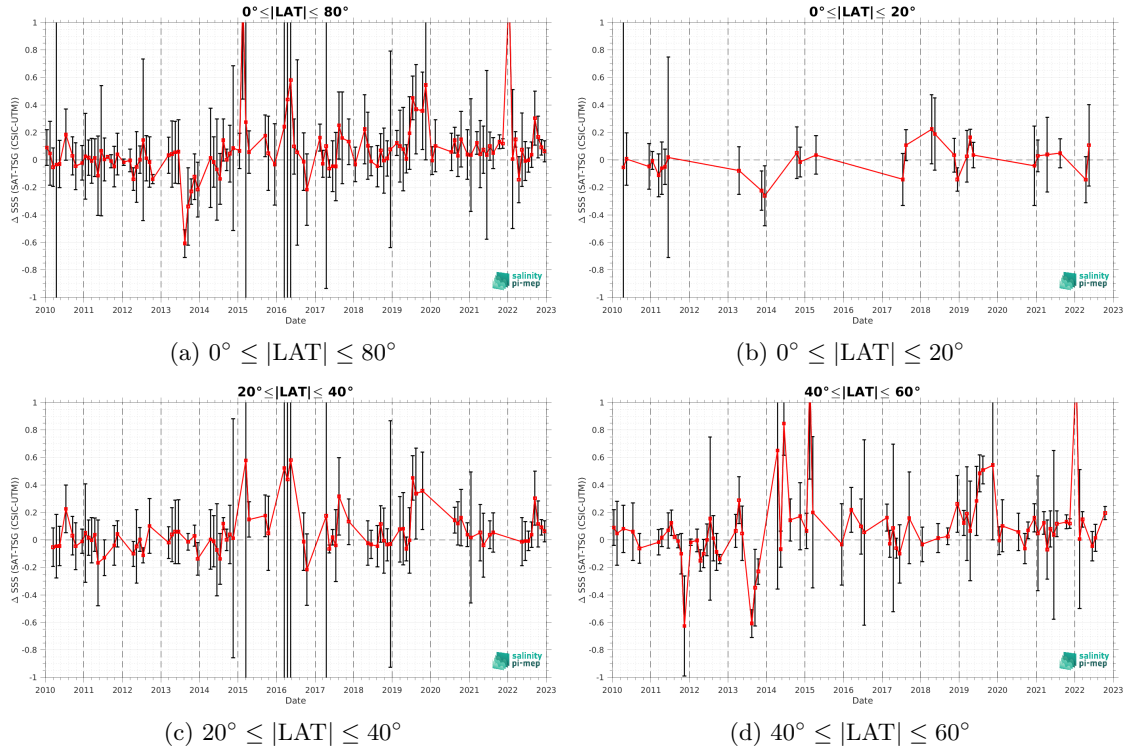 0°≤|LAT|≤ 80°
Δ SSS (SAT-TSG (CSIC-UTM))
1
0.8
0.6
0.4
0.2
0
-0.2
-0.4
-0.6
-0.8
-1
2010 2011 2012 2013 2014 2015 2016 2017 2018 2019 2020 2021 2022 2023
Date
salinity
pi-mep
(a) 0° ≤ |LAT| ≤ 80°
0°≤|LAT|≤ 20°
Δ SSS (SAT-TSG (CSIC-UTM))
1
0.8
0.6
0.4
0.2
0
-0.2
-0.4
-0.6
-0.8
-1
2010 2011 2012 2013 2014 2015 2016 2017 2018 2019 2020 2021 2022 2023
Date
salinity
pi-mep
(b) 0° ≤ |LAT| ≤ 20°
20°≤|LAT|≤ 40°
Δ SSS (SAT-TSG (CSIC-UTM))
1
0.8
0.6
0.4
0.2
0
-0.2
-0.4
-0.6
-0.8
-1
2010 2011 2012 2013 2014 2015 2016 2017 2018 2019 2020 2021 2022 2023
Date
salinity
pi-mep
(c) 20° ≤ |LAT| ≤ 40°
40°≤|LAT|≤ 60°
Δ SSS (SAT-TSG (CSIC-UTM))
1
0.8
0.6
0.4
0.2
0
-0.2
-0.4
-0.6
-0.8
-1
2010 2011 2012 2013 2014 2015 2016 2017 2018 2019 2020 2021 2022 2023
Date
salinity
pi-mep
(d) 40° ≤ |LAT| ≤ 60°